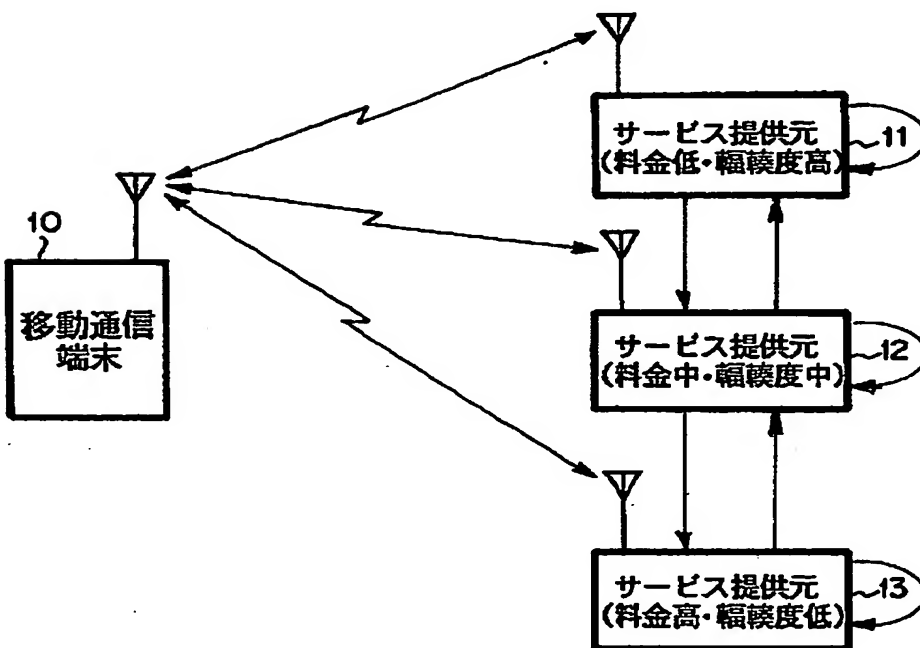 サービス提供元
(料金低・輻輳度高)
11
10
移動通信
端末
サービス提供元
(料金中・輻輳度中)
12
サービス提供元
(料金高・輻輳度低)
13